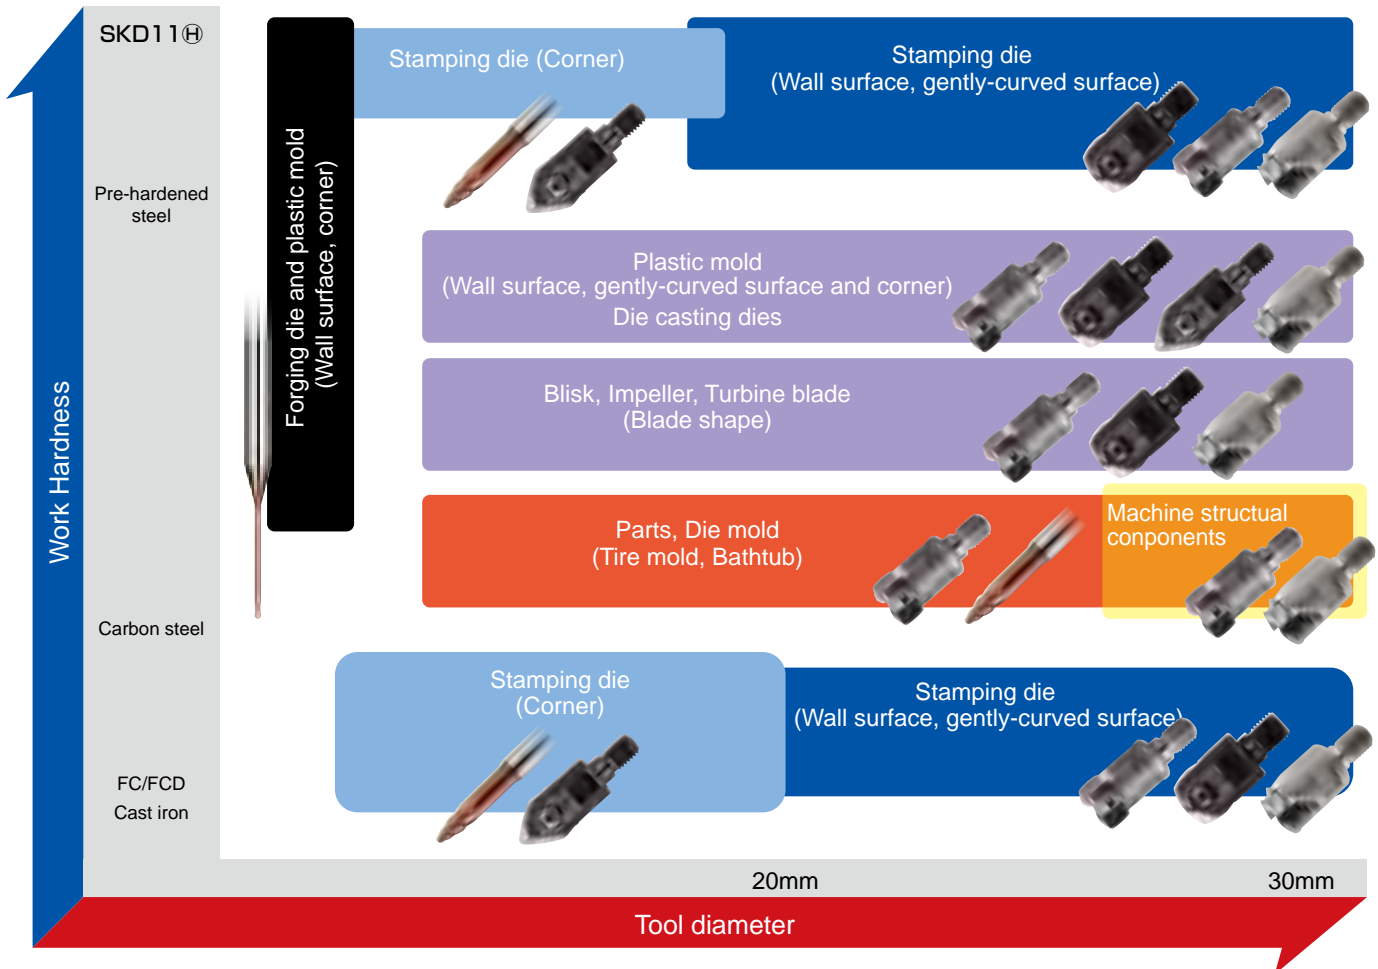 SKD11Ⓗ
Stamping die (Corner)
Stamping die
(Wall surface, gently-curved surface)
Forging die and plastic mold
(Wall surface, corner)
Pre-hardened
steel
Plastic mold
(Wall surface, gently-curved surface and corner)
Die casting dies
Blisk, Impeller, Turbine blade
(Blade shape)
Work Hardness
Parts, Die mold
(Tire mold, Bathtub)
Machine structual
conponents
Carbon steel
Stamping die
(Corner)
Stamping die
(Wall surface, gently-curved surface)
FC/FCD
Cast iron
20mm
30mm
Tool diameter